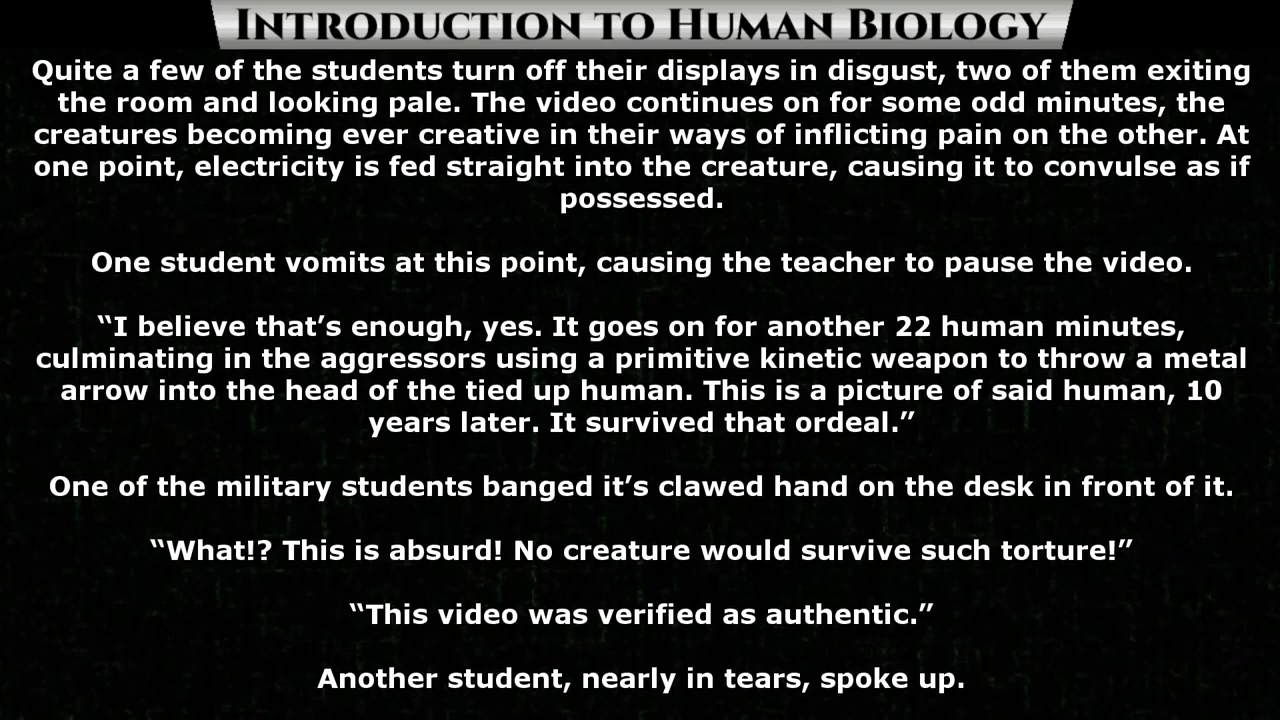 Introduction to Human Biology
Quite a few of the students turn off their displays in disgust, two of them exiting
the room and looking pale. The video continues on for some odd minutes, the
creatures becoming ever creative in their ways of inflicting pain on the other. At
one point, electricity is fed straight into the creature, causing it to convulse as if
possessed.
One student vomits at this point, causing the teacher to pause the video.
“I believe that’s enough, yes. It goes on for another 22 human minutes,
culminating in the aggressors using a primitive kinetic weapon to throw a metal
arrow into the head of the tied up human. This is a picture of said human, 10
years later. It survived that ordeal.”
One of the military students banged it’s clawed hand on the desk in front of it.
“What!? This is absurd! No creature would survive such torture!”
“This video was verified as authentic.”
Another student, nearly in tears, spoke up.